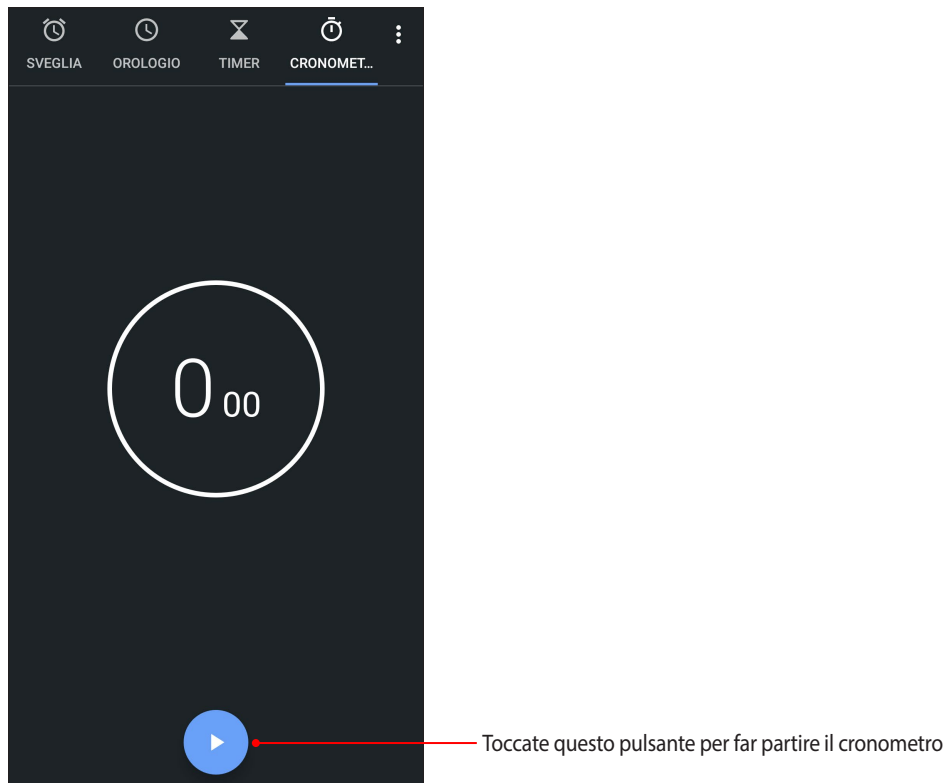 SVEGLIA OROLOGIO TIMER CRONOMET...
0 00
Toccate questo pulsante per far partire il cronometro